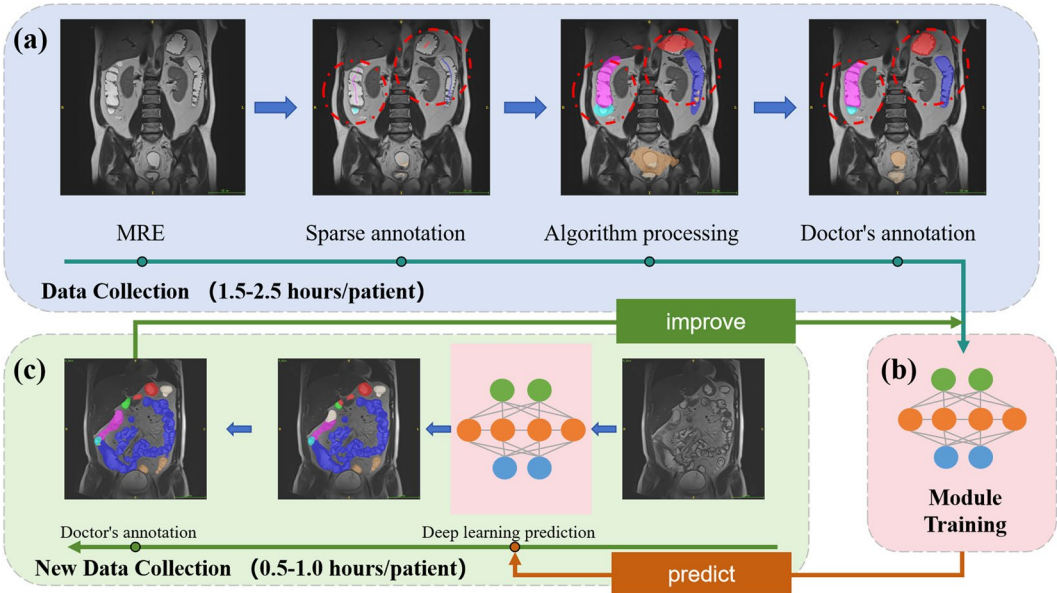 (a)
MRE
Sparse annotation
Algorithm processing
Doctor's annotation
Data Collection (1.5-2.5 hours/patient)
improve
(c)
(b)
Module
Training
Doctor's annotation
Deep learning prediction
New Data Collection (0.5-1.0 hours/patient)
predict